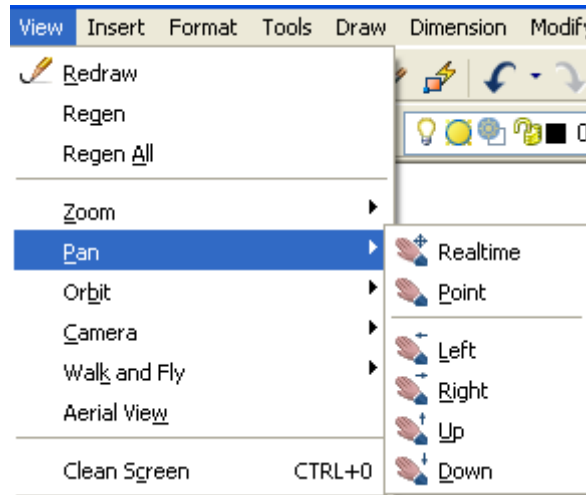 View Insert Format Tools Draw Dimension Modify
Redraw
Regen
Regen All
Zoom
Pan
Orbit
Camera
Walk and Fly
Aerial View
Clean Screen CTRL+0
0
Realtime
Point
Left
Right
Up
Down